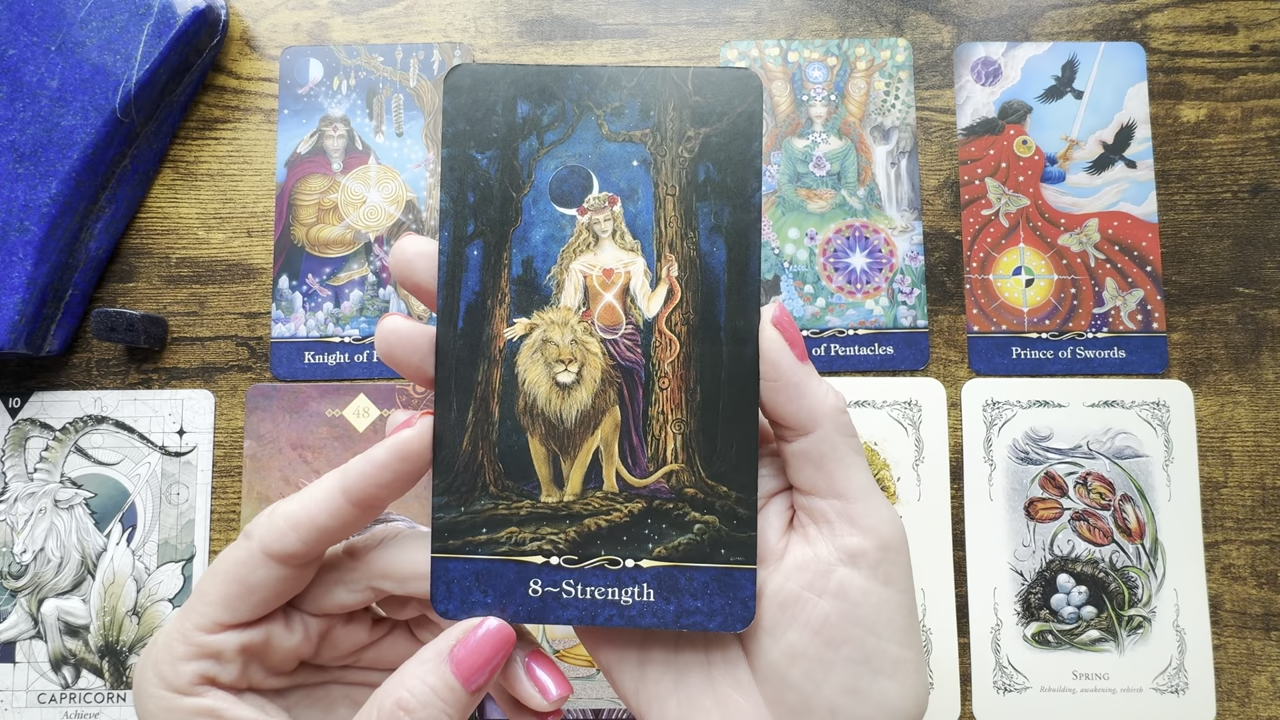 Knight of
8~Strength
of Pentacles
Prince of Swords
10
CAPRICORN
Achieve
48
SPRING
Rebuilding, awakening, rebirth